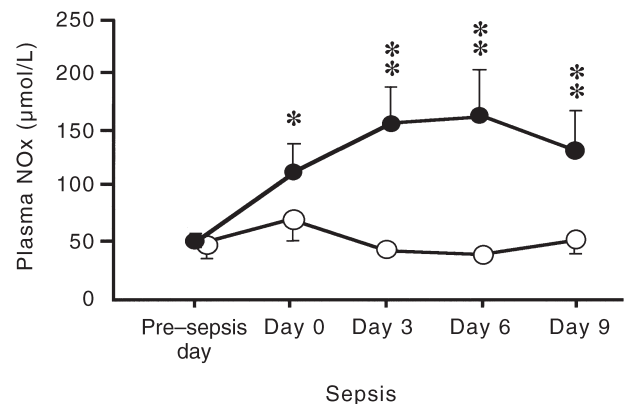 Plasma NOx (μmol/L)
250
200
150
100
50
0
*
**
**
**
Pre–sepsis day
Day 0
Day 3
Day 6
Day 9
Sepsis